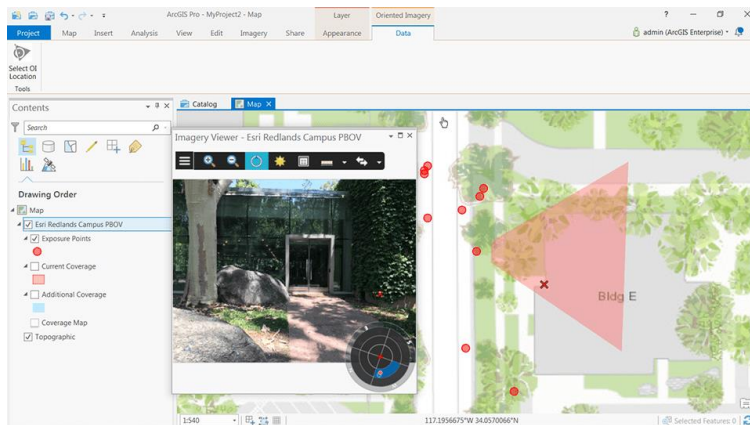 ArcGIS Pro - MyProject2 - Map
Layer
Oriented Imagery
?
Project
Map
Insert
Analysis
View
Edit
Imagery
Share
Appearance
Data
admin (ArcGIS Enterprise)
Select OI
Location
Tools
Contents
Search
Drawing Order
Map
Esri Redlands Campus PBOV
Exposure Points
Current Coverage
Additional Coverage
Coverage Map
Topographic
Catalog
Map
Imagery Viewer - Esri Redlands Campus PBOV
Bldg E
1:540
117.1956675°W 34.0570066°N
Selected Features: 0